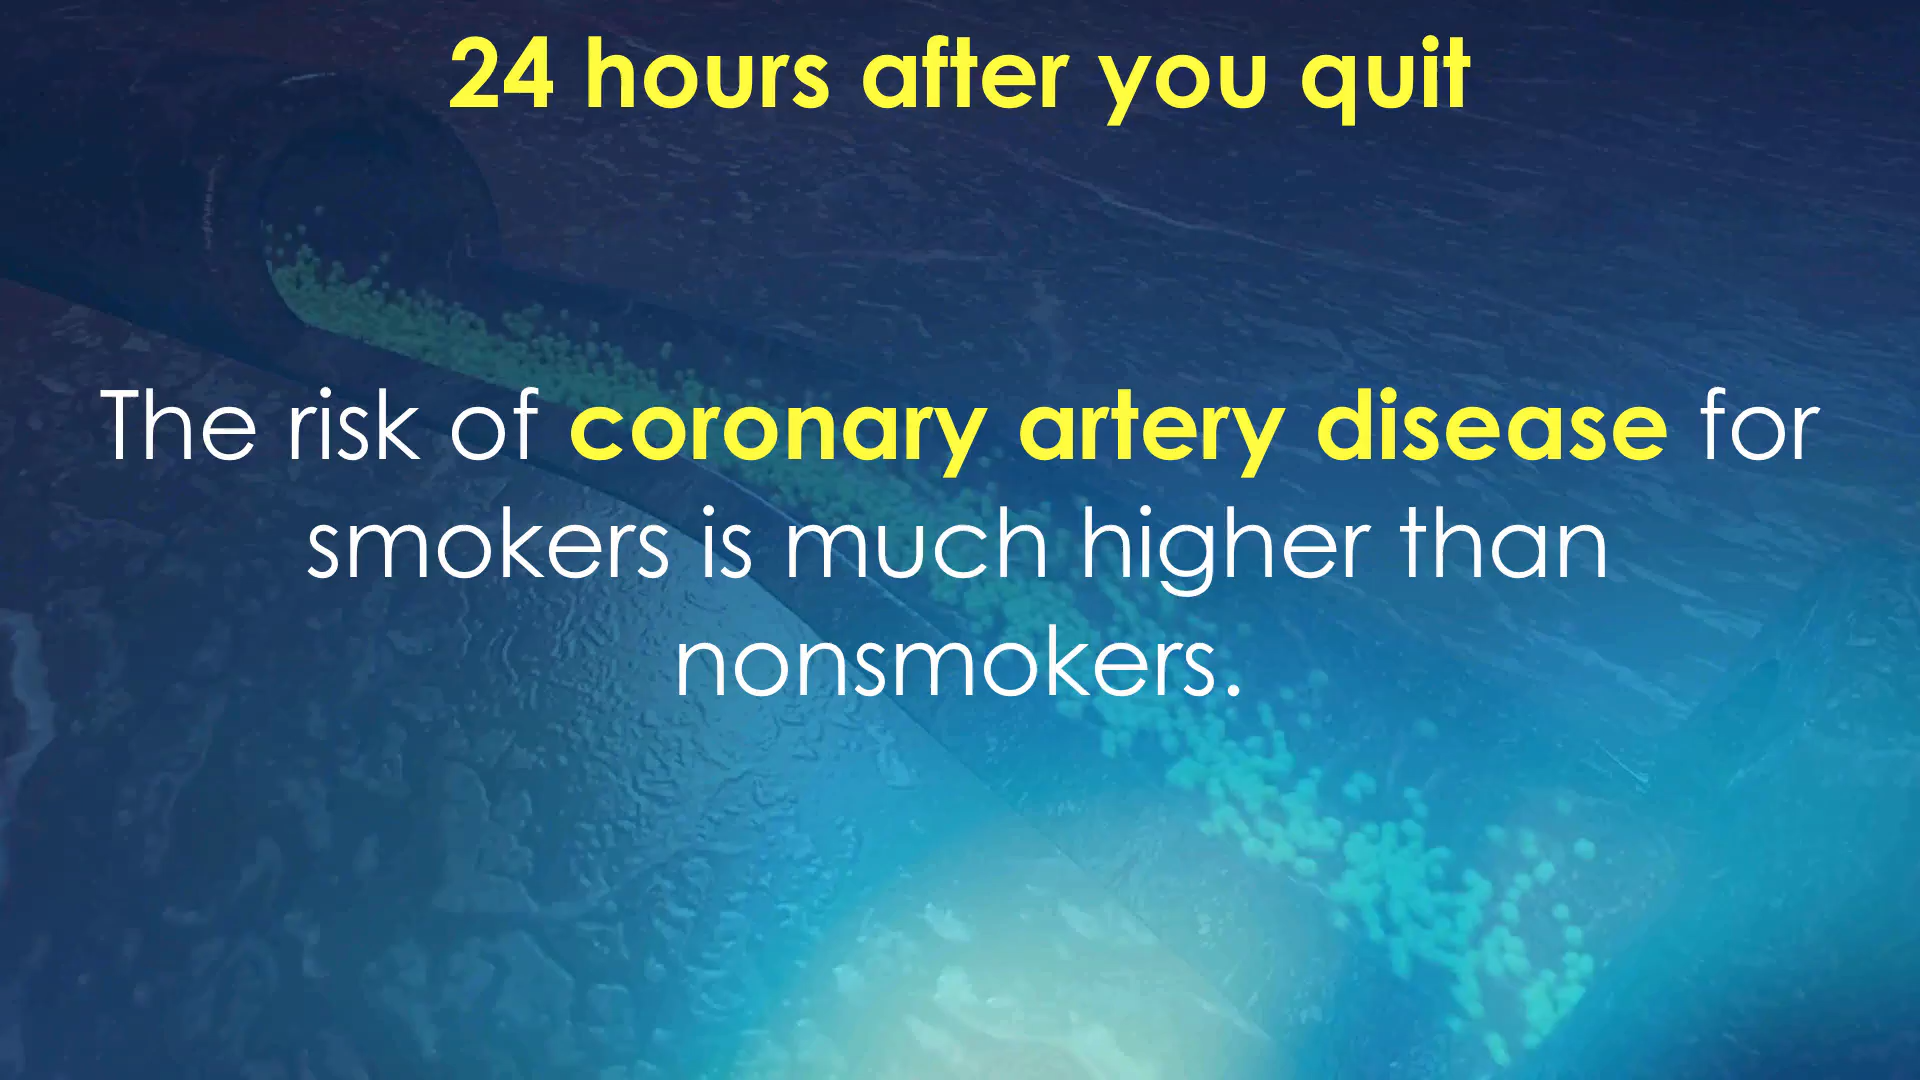 24 hours after you quit
The risk of coronary artery disease for
smokers is much higher than
nonsmokers.